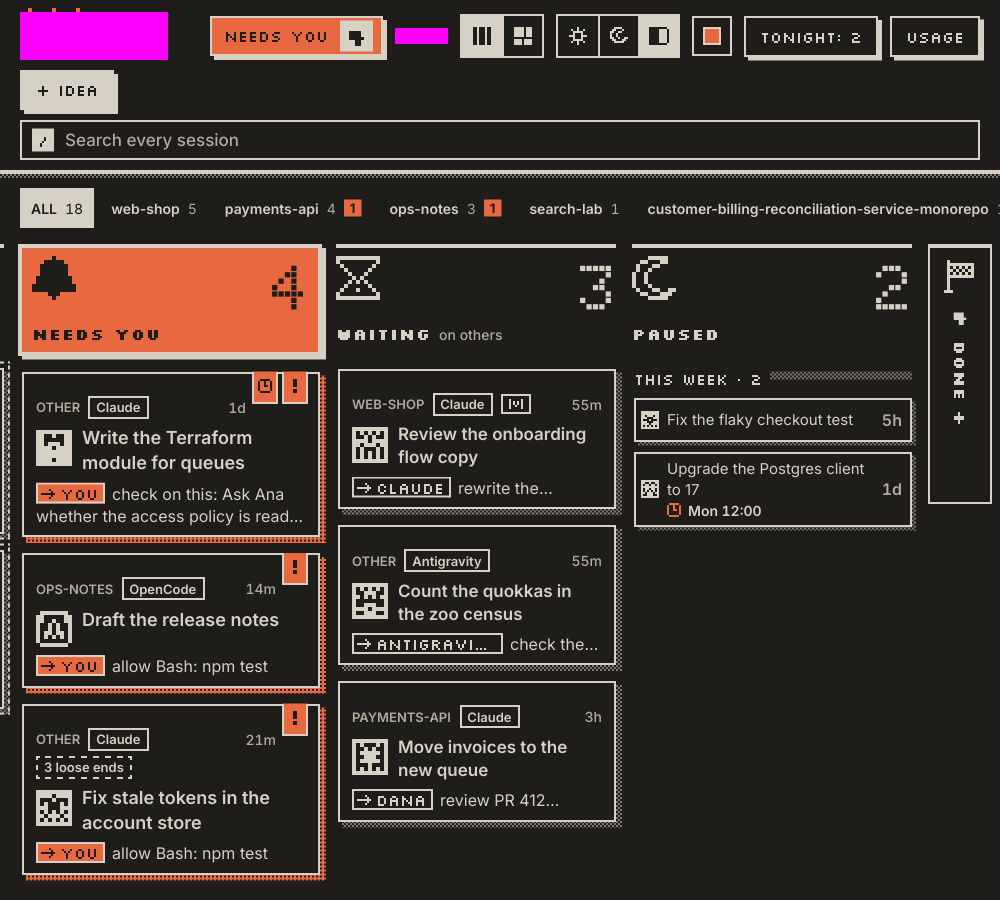 NEEDS YOU 4
TONIGHT: 2
USAGE
+ IDEA
/ Search every session
ALL 18
web-shop 5
payments-api 4 1
ops-notes 3 1
search-lab 1
customer-billing-reconciliation-service-monorepo
4
NEEDS YOU
OTHER Claude 1d !
Write the Terraform
module for queues
→ YOU check on this: Ask Ana
whether the access policy is read…
OPS-NOTES OpenCode 14m !
Draft the release notes
→ YOU allow Bash: npm test
OTHER Claude 21m !
3 loose ends
Fix stale tokens in the
account store
→ YOU allow Bash: npm test
3
WAITING on others
WEB-SHOP Claude 55m
Review the onboarding
flow copy
→ CLAUDE rewrite the…
OTHER Antigravity 55m
Count the quokkas in
the zoo census
→ ANTIGRAVI… check the…
PAYMENTS-API Claude 3h
Move invoices to the
new queue
→ DANA review PR 412…
2
PAUSED
THIS WEEK · 2
Fix the flaky checkout test 5h
Upgrade the Postgres client
to 17 1d
Mon 12:00
4 DONE +